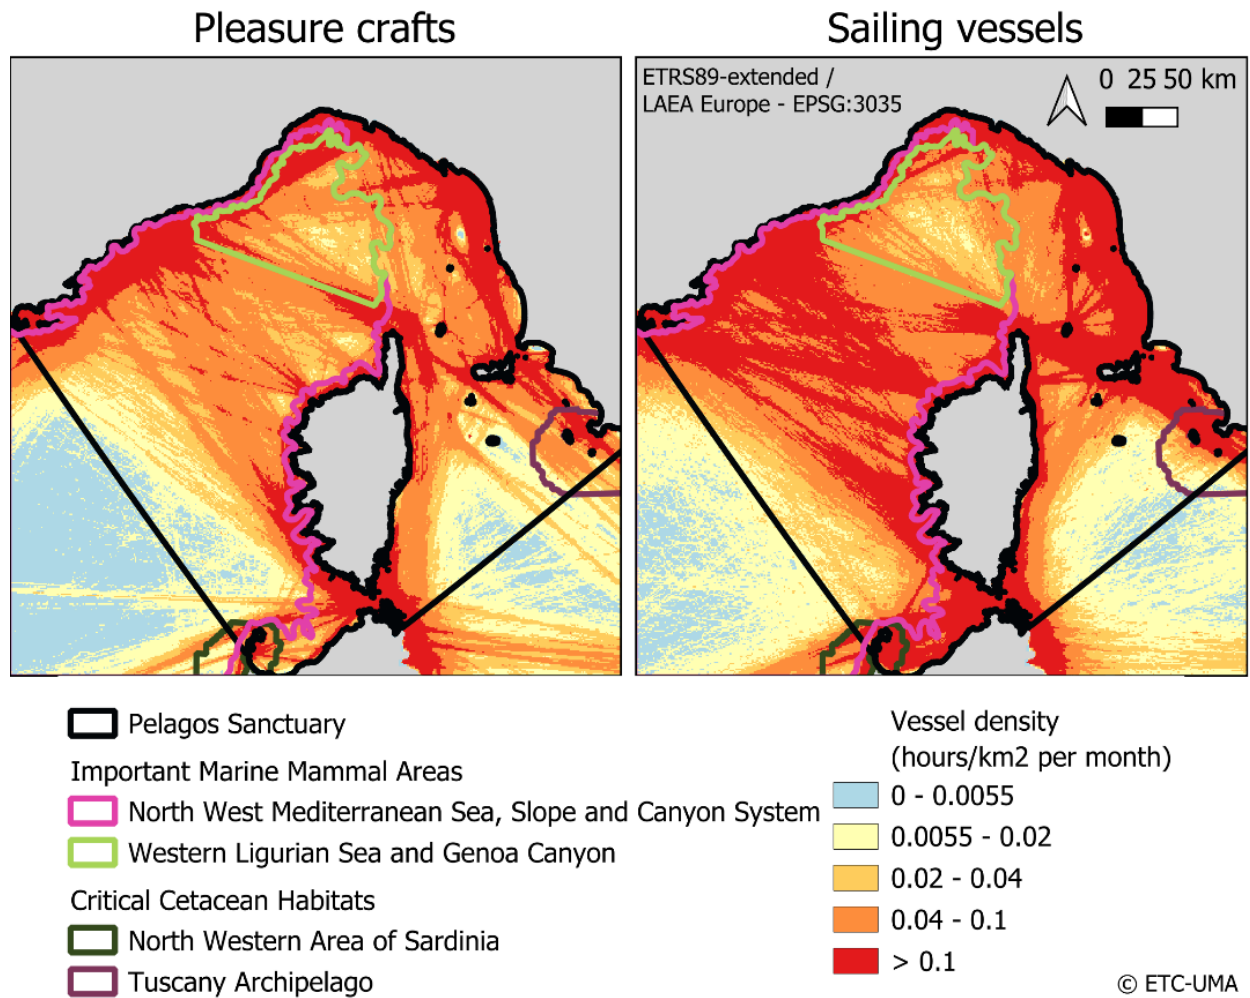 Pleasure crafts
Sailing vessels
ETRS89-extended /
LAEA Europe - EPSG:3035
0 25 50 km
Pelagos Sanctuary
Important Marine Mammal Areas
North West Mediterranean Sea, Slope and Canyon System
Western Ligurian Sea and Genoa Canyon
Critical Cetacean Habitats
North Western Area of Sardinia
Tuscany Archipelago
Vessel density
(hours/km2 per month)
0 - 0.0055
0.0055 - 0.02
0.02 - 0.04
0.04 - 0.1
> 0.1
© ETC-UMA